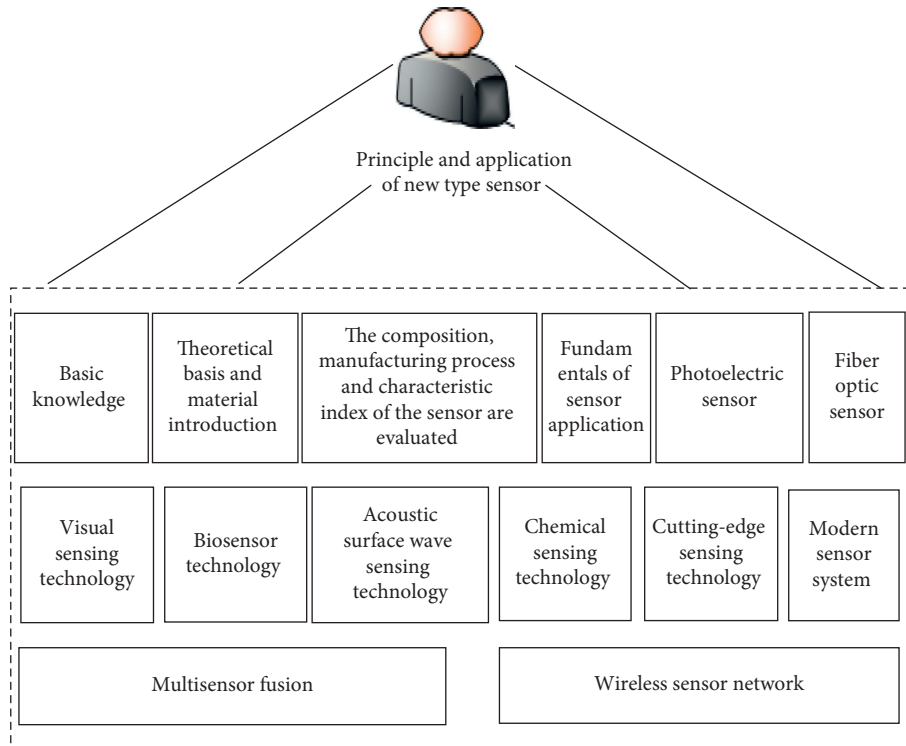 Principle and application
of new type sensor
Basic
knowledge
Theoretical
basis and
material
introduction
The composition,
manufacturing process
and characteristic
index of the sensor are
evaluated
Fundam
entals of
sensor
application
Photoelectric
sensor
Fiber
optic
sensor
Visual
sensing
technology
Biosensor
technology
Acoustic
surface wave
sensing
technology
Chemical
sensing
technology
Cutting-edge
sensing
technology
Modern
sensor
system
Multisensor fusion
Wireless sensor network